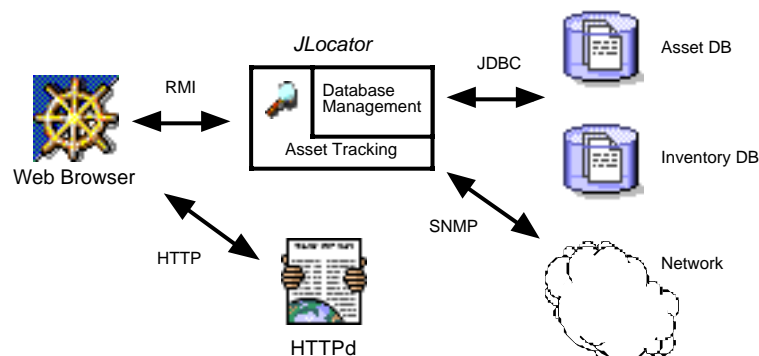 JLocator
Asset DB
RMI
JDBC
Database
Management
Asset Tracking
Web Browser
Inventory DB
SNMP
HTTP
Network
HTTPd